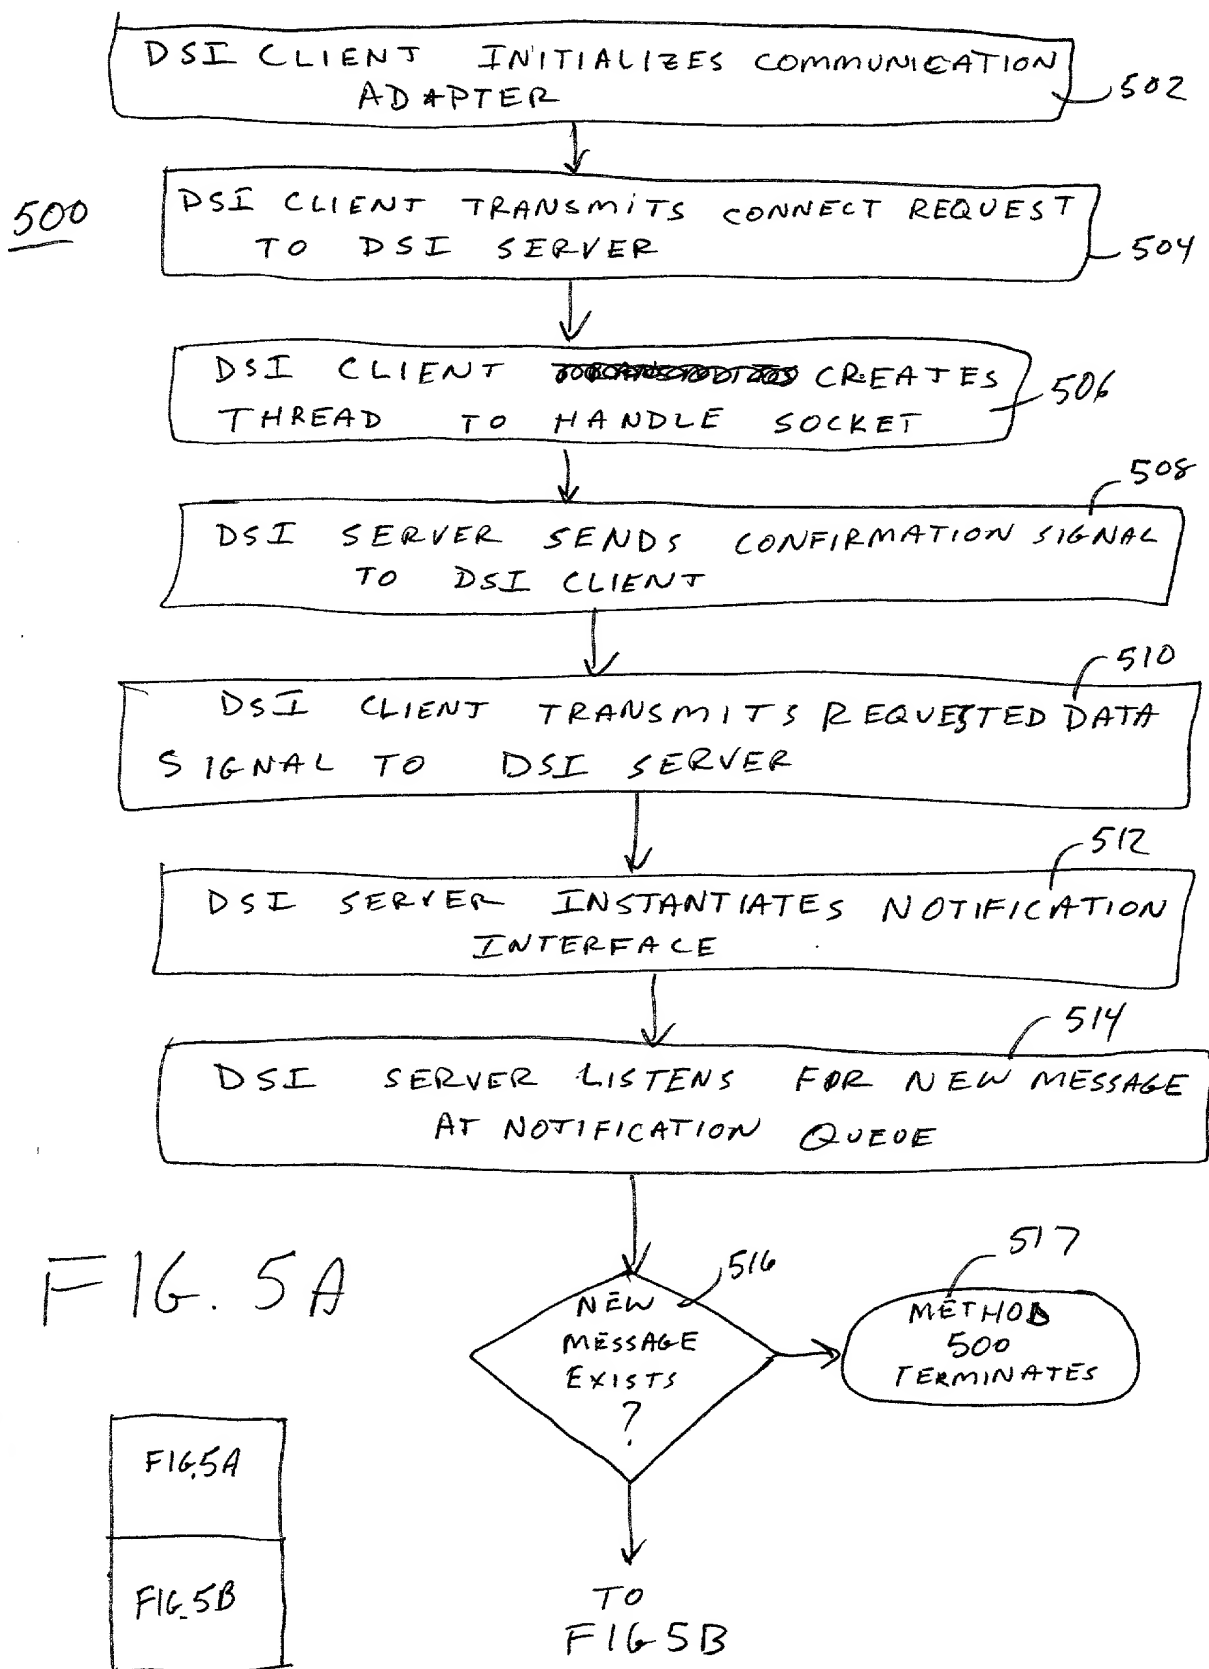 DSI CLIENT INITIALIZES COMMUNICATION
ADAPTER
502
500
DSI CLIENT TRANSMITS CONNECT REQUEST
TO DSI SERVER
504
DSI CLIENT CREATES
THREAD TO HANDLE SOCKET
506
508
DSI SERVER SENDS CONFIRMATION SIGNAL
TO DSI CLIENT
510
DSI CLIENT TRANSMITS REQUESTED DATA
SIGNAL TO DSI SERVER
512
DSI SERVER INSTANTIATES NOTIFICATION
INTERFACE
514
DSI SERVER LISTENS FOR NEW MESSAGE
AT NOTIFICATION QUEUE
FIG. 5A
516
NEW
MESSAGE
EXISTS
?
517
METHOD
500
TERMINATES
FIG.5A
FIG.5B
TO
FIG 5B